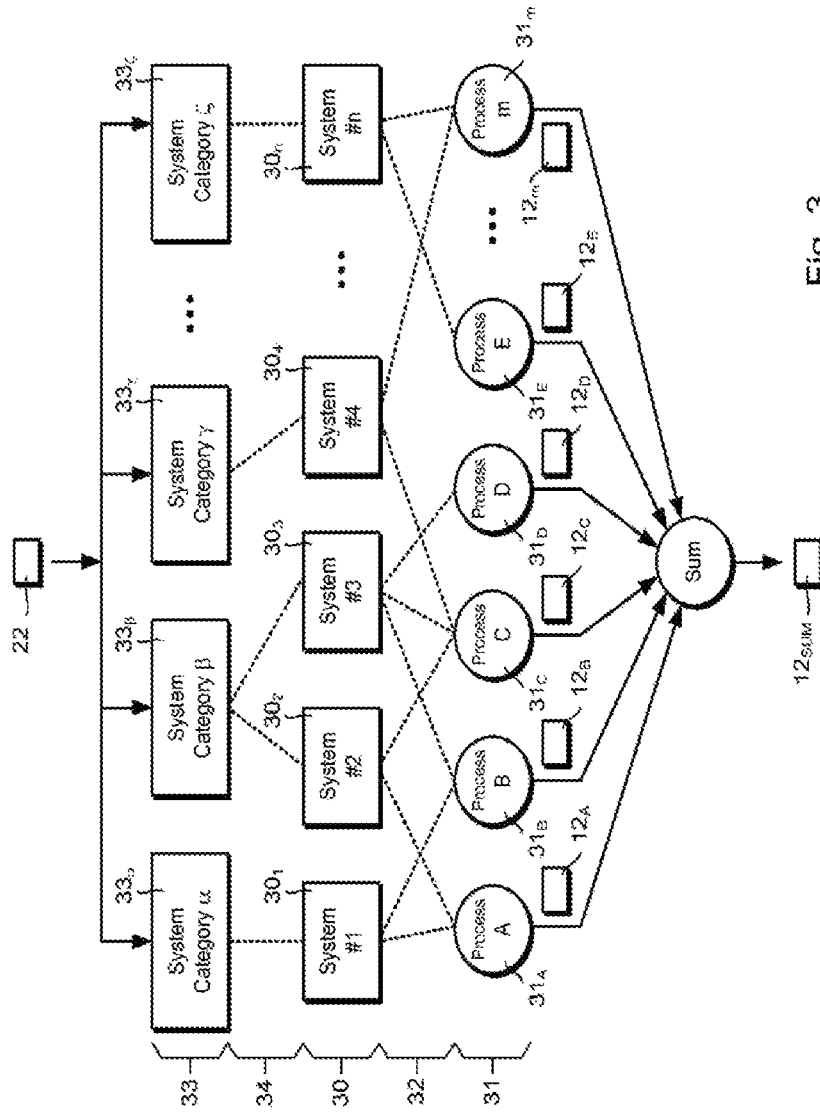 22
33α
33β
33γ
33ζ
System
Category α
System
Category β
System
Category γ
System
Category ζ
33
34
30
32
31
30₁
30₂
30₃
30₄
30ₙ
System
#1
System
#2
System
#3
System
#4
System
#n
Process
A
Process
B
Process
C
Process
D
Process
E
Process
m
31A
31B
31C
31D
31E
31m
12A
12B
12C
12D
12E
12m
Sum
12SUM
Fig. 3